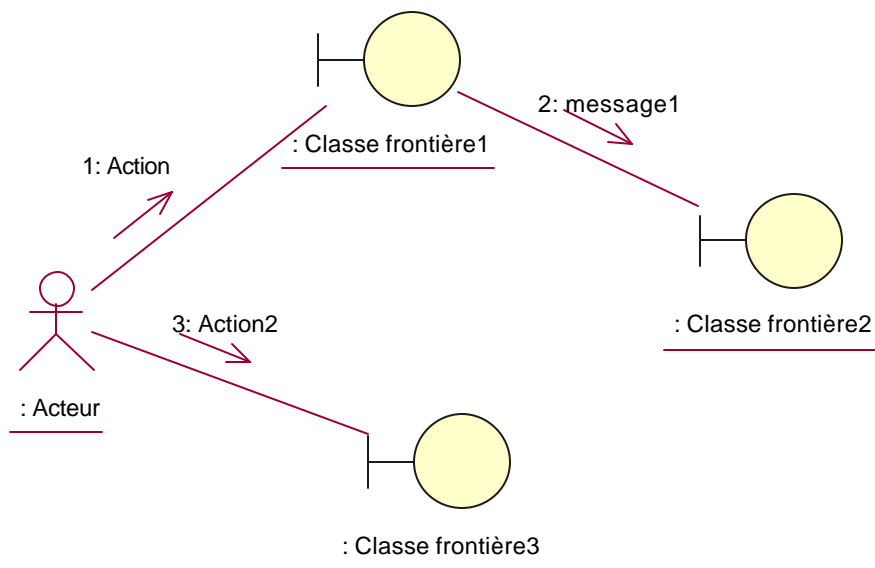 : Classe frontière1
2: message1
1: Action
: Classe frontière2
3: Action2
: Acteur
: Classe frontière3